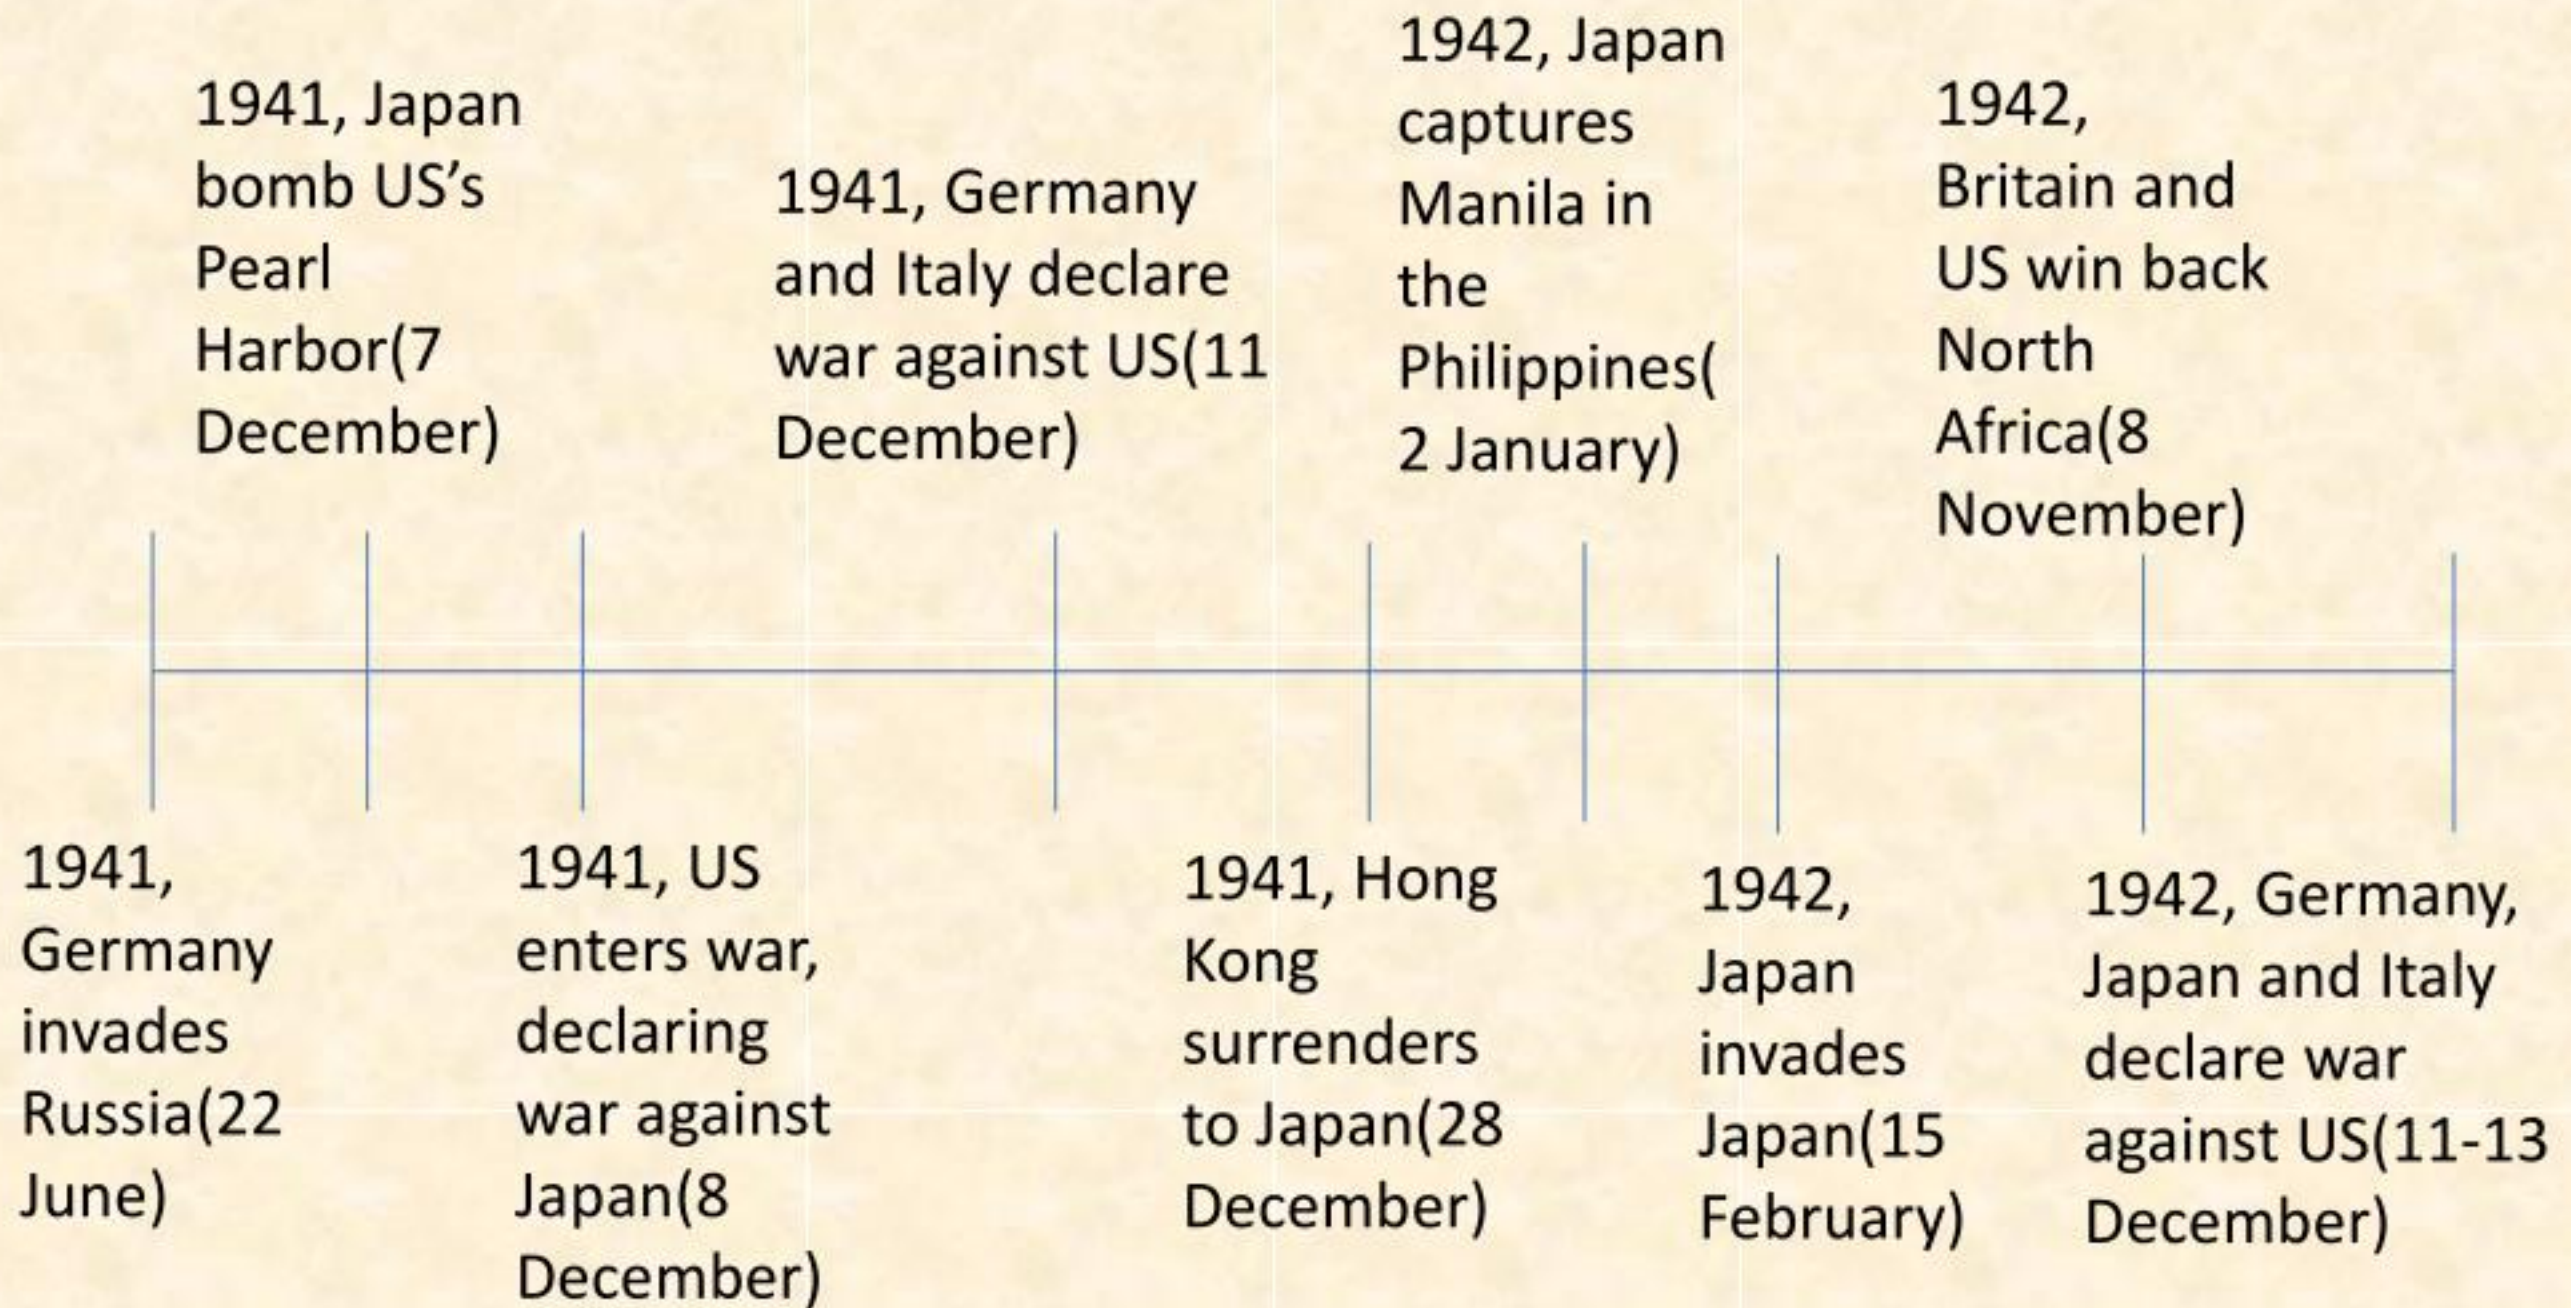 1941, Japan
bomb US’s
Pearl
Harbor(7
December)
1941, Germany
and Italy declare
war against US(11
December)
1942, Japan
captures
Manila in
the
Philippines(
2 January)
1942,
Britain and
US win back
North
Africa(8
November)
1941,
Germany
invades
Russia(22
June)
1941, US
enters war,
declaring
war against
Japan(8
December)
1941, Hong
Kong
surrenders
to Japan(28
December)
1942,
Japan
invades
Japan(15
February)
1942, Germany,
Japan and Italy
declare war
against US(11-13
December)